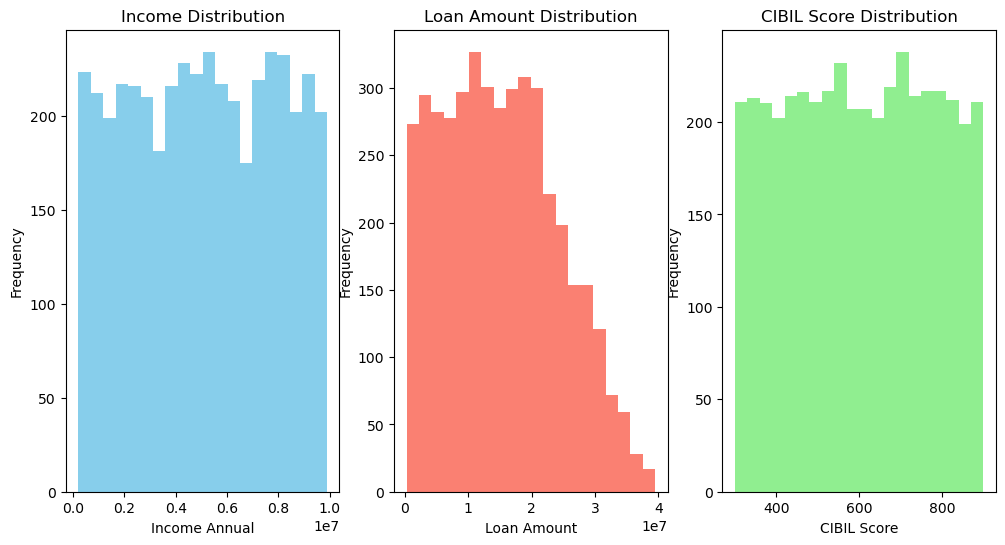 Income Distribution
Frequency
200
150
100
50
0
0.0 0.2 0.4 0.6 0.8 1.0
1e7
Income Annual
Loan Amount Distribution
Frequency
300
250
200
150
100
50
0
0 1 2 3 4
1e7
Loan Amount
CIBIL Score Distribution
Frequency
200
150
100
50
0
400 600 800
CIBIL Score